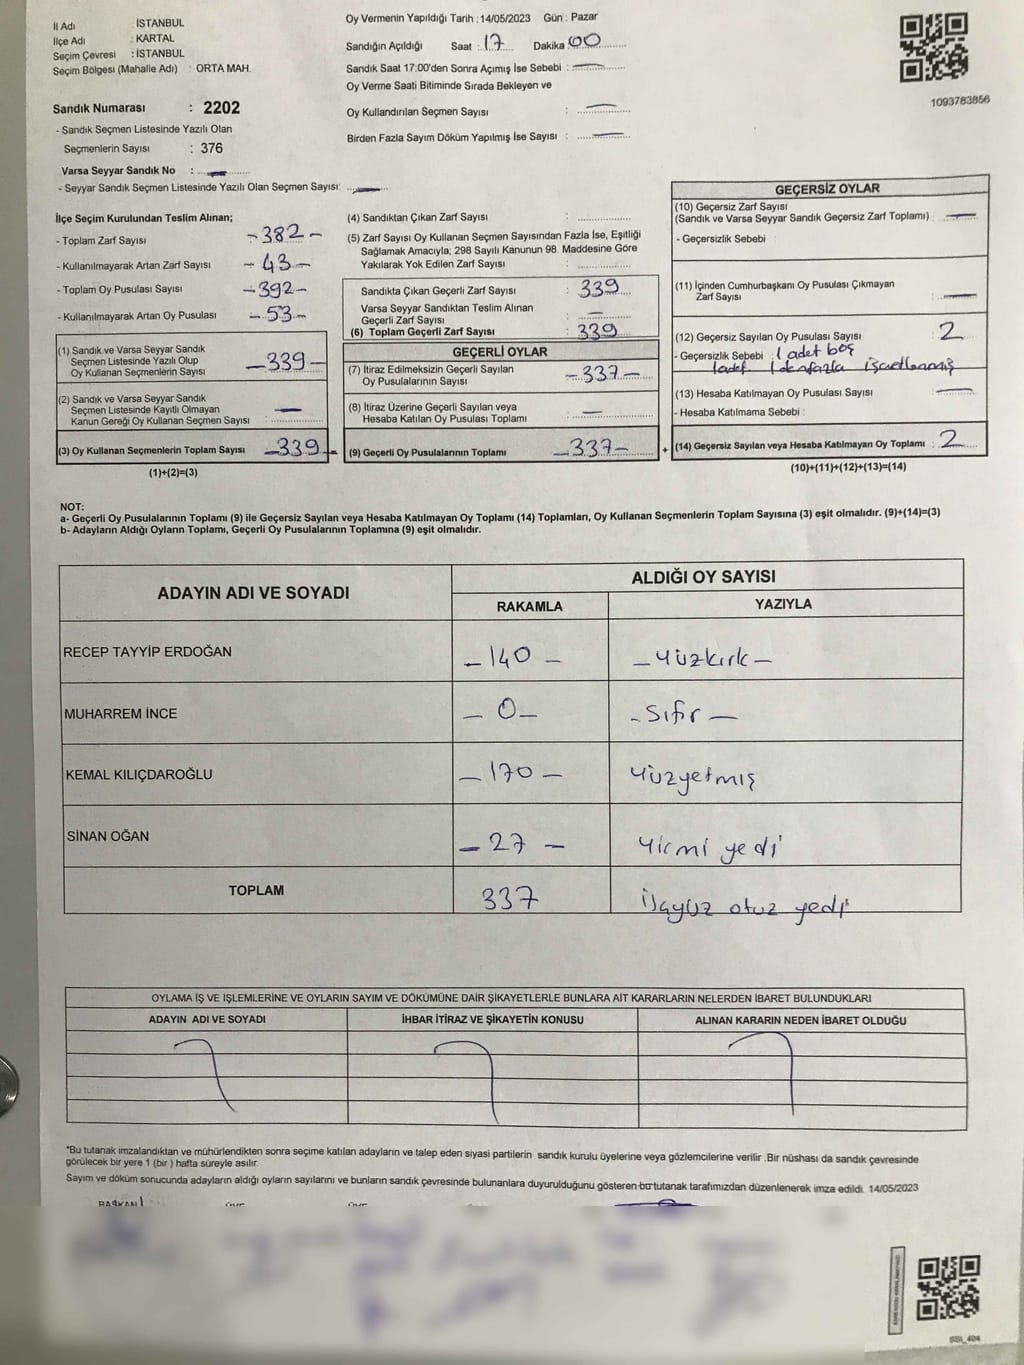 İl Adı : İSTANBUL
İlçe Adı : KARTAL
Seçim Çevresi : İSTANBUL
Seçim Bölgesi (Mahalle Adı) : ORTA MAH.
Sandık Numarası : 2202
- Sandık Seçmen Listesinde Yazılı Olan
Seçmenlerin Sayısı : 376
Varsa Seyyar Sandık No :
- Seyyar Sandık Seçmen Listesinde Yazılı Olan Seçmen Sayısı:
Oy Vermenin Yapıldığı Tarih : 14/05/2023 Gün : Pazar
Sandığın Açıldığı Saat : 17 Dakika 00
Sandık Saat 17:00'den Sonra Açımış İse Sebebi : —
Oy Verme Saati Bitiminde Sırada Bekleyen ve
Oy Kullandırılan Seçmen Sayısı : —
Birden Fazla Sayım Döküm Yapılmış İse Sayısı : —
1093783856
İlçe Seçim Kurulundan Teslim Alınan;
- Toplam Zarf Sayısı - 382 -
- Kullanılmayarak Artan Zarf Sayısı - 43 -
- Toplam Oy Pusulası Sayısı - 392 -
- Kullanılmayarak Artan Oy Pusulası - 53 -
(1) Sandık ve Varsa Seyyar Sandık
Seçmen Listesinde Yazılı Olup
Oy Kullanan Seçmenlerin Sayısı - 339 -
(2) Sandık ve Varsa Seyyar Sandık
Seçmen Listesinde Kayıtlı Olmayan
Kanun Gereği Oy Kullanan Seçmen Sayısı : —
(3) Oy Kullanan Seçmenlerin Toplam Sayısı - 339 -
(1)+(2)=(3)
(4) Sandıktan Çıkan Zarf Sayısı :
(5) Zarf Sayısı Oy Kullanan Seçmen Sayısından Fazla İse, Eşitliği
Sağlamak Amacıyla; 298 Sayılı Kanunun 98. Maddesine Göre
Yakılarak Yok Edilen Zarf Sayısı :
Sandıkta Çıkan Geçerli Zarf Sayısı : 339
Varsa Seyyar Sandıktan Teslim Alınan
Geçerli Zarf Sayısı : —
(6) Toplam Geçerli Zarf Sayısı : 339
GEÇERLİ OYLAR
(7) İtiraz Edilmeksizin Geçerli Sayılan
Oy Pusulalarının Sayısı - 337 -
(8) İtiraz Üzerine Geçerli Sayılan veya
Hesaba Katılan Oy Pusulası Toplamı : —
(9) Geçerli Oy Pusulalarının Toplamı - 337 -
+
GEÇERSİZ OYLAR
(10) Geçersiz Zarf Sayısı
(Sandık ve Varsa Seyyar Sandık Geçersiz Zarf Toplamı) : —
- Geçersizlik Sebebi :
(11) İçinden Cumhurbaşkanı Oy Pusulası Çıkmayan
Zarf Sayısı : —
(12) Geçersiz Sayılan Oy Pusulası Sayısı : 2
- Geçersizlik Sebebi : 1 adet boş
1 adet 1 den fazla işaretlenmiş
(13) Hesaba Katılmayan Oy Pusulası Sayısı : —
- Hesaba Katılmama Sebebi :
(14) Geçersiz Sayılan veya Hesaba Katılmayan Oy Toplamı : 2
(10)+(11)+(12)+(13)=(14)
NOT:
a- Geçerli Oy Pusulalarının Toplamı (9) ile Geçersiz Sayılan veya Hesaba Katılmayan Oy Toplamı (14) Toplamları, Oy Kullanan Seçmenlerin Toplam Sayısına (3) eşit olmalıdır. (9)+(14)=(3)
b- Adayların Aldığı Oyların Toplamı, Geçerli Oy Pusulalarının Toplamına (9) eşit olmalıdır.
ADAYIN ADI VE SOYADI
ALDIĞI OY SAYISI
RAKAMLA YAZIYLA
RECEP TAYYİP ERDOĞAN - 140 - - Yüzkırk -
MUHARREM İNCE - 0 - - Sıfır -
KEMAL KILIÇDAROĞLU - 170 - Yüzyetmiş
SİNAN OĞAN - 27 - Yirmi yedi
TOPLAM 337 üçyüz otuz yedi
OYLAMA İŞ VE İŞLEMLERİNE VE OYLARIN SAYIM VE DÖKÜMÜNE DAİR ŞİKAYETLERLE BUNLARA AİT KARARLARIN NELERDEN İBARET BULUNDUKLARI
ADAYIN ADI VE SOYADI İHBAR İTİRAZ VE ŞİKAYETİN KONUSU ALINAN KARARIN NEDEN İBARET OLDUĞU
"Bu tutanak imzalandıktan ve mühürlendikten sonra seçime katılan adayların ve talep eden siyasi partilerin sandık kurulu üyelerine veya gözlemcilerine verilir .Bir nüshası da sandık çevresinde
görülecek bir yere 1 (bir ) hafta süreyle asılır.
Sayım ve döküm sonucunda adayların aldığı oyların sayılarını ve bunların sandık çevresinde bulunanlara duyurulduğunu gösteren bu tutanak tarafımızdan düzenlenerek imza edildi. 14/05/2023
BAŞKAN